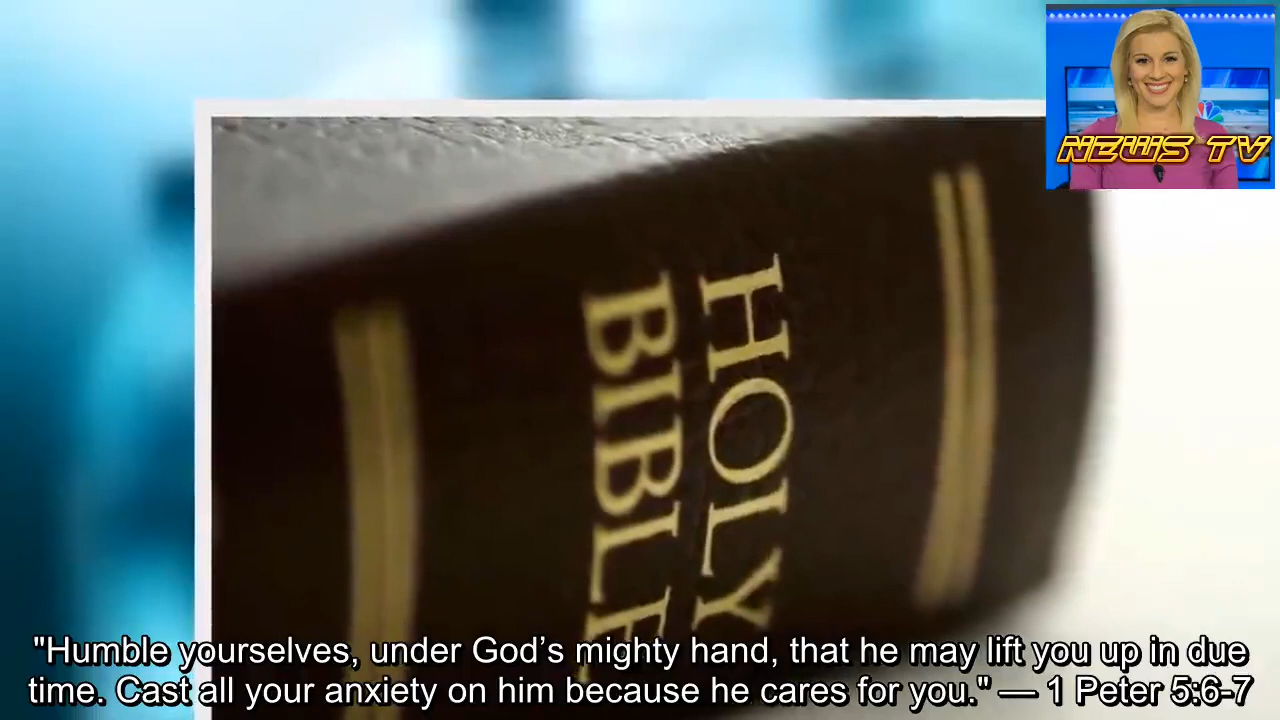 NEWS TV
HOLY
BIBLE
"Humble yourselves, under God’s mighty hand, that he may lift you up in due
time. Cast all your anxiety on him because he cares for you." — 1 Peter 5:6-7